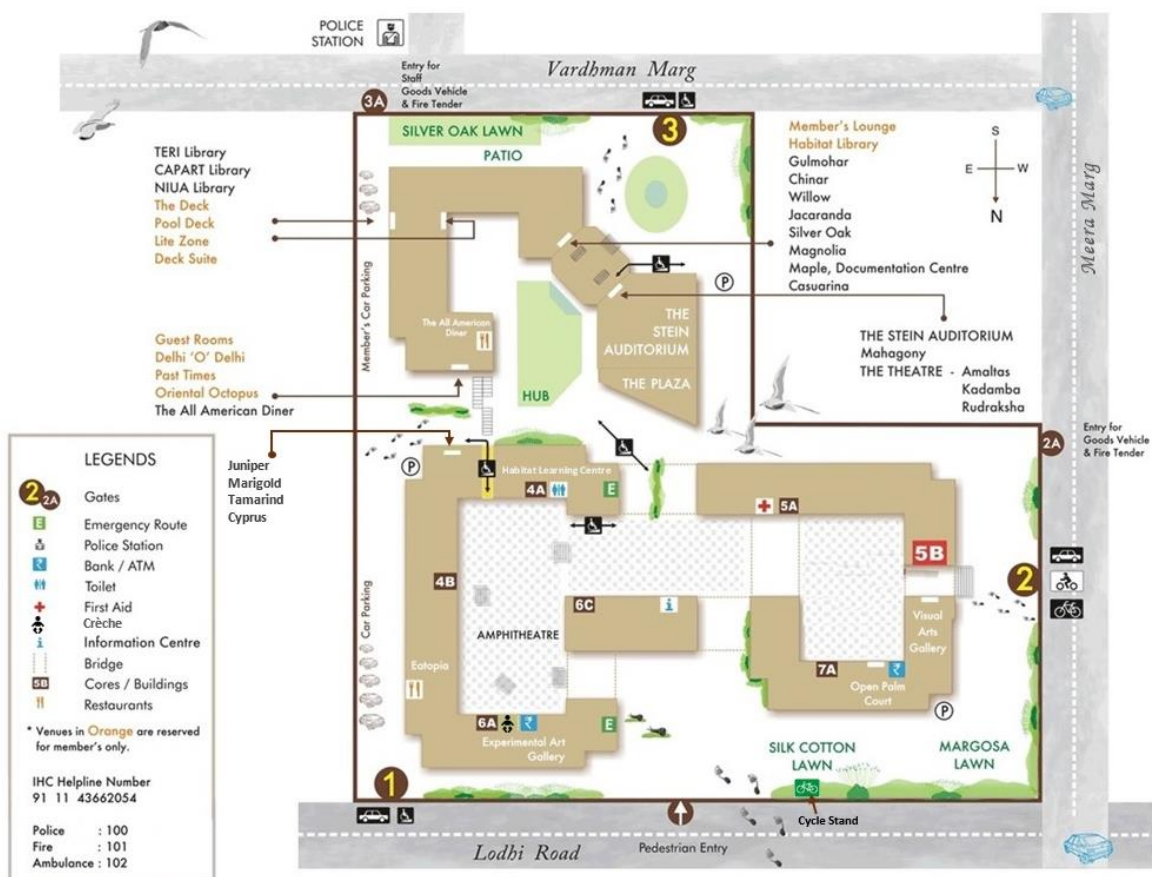 POLICE
STATION
Vardhman Marg
Entry for
Staff
Goods Vehicle
& Fire Tender
3A
3
SILVER OAK LAWN
PATIO
TERI Library
CAPART Library
NIUA Library
The Deck
Pool Deck
Lite Zone
Deck Suite
Member's Lounge
Habitat Library
Gulmohar
Chinar
Willow
Jacaranda
Silver Oak
Magnolia
Maple, Documentation Centre
Casuarina
S
E
W
N
Meera Marg
P
Member's Car Parking
The All American
Diner
THE
STEIN
AUDITORIUM
THE PLAZA
HUB
THE STEIN AUDITORIUM
Mahagony
THE THEATRE - Amaltas
Kadamba
Rudraksha
Guest Rooms
Delhi 'O' Delhi
Past Times
Oriental Octopus
The All American Diner
Juniper
Marigold
Tamarind
Cyprus
2A
Entry for
Goods Vehicle
& Fire Tender
P
Habitat Learning Centre
4A
E
5A
5B
2
4B
6C
i
AMPHITHEATRE
Visual
Arts
Gallery
7A
₹
Open Palm
Court
P
Car Parking
Eatopia
6A
₹
E
Experimental Art
Gallery
SILK COTTON
LAWN
MARGOSA
LAWN
1
Cycle Stand
Lodhi Road
Pedestrian Entry
LEGENDS
2
2A
Gates
E
Emergency Route
Police Station
₹
Bank / ATM
Toilet
First Aid
Crèche
i
Information Centre
Bridge
5B
Cores / Buildings
Restaurants
* Venues in Orange are reserved
for member's only.
IHC Helpline Number
91 11 43662054
Police : 100
Fire : 101
Ambulance : 102